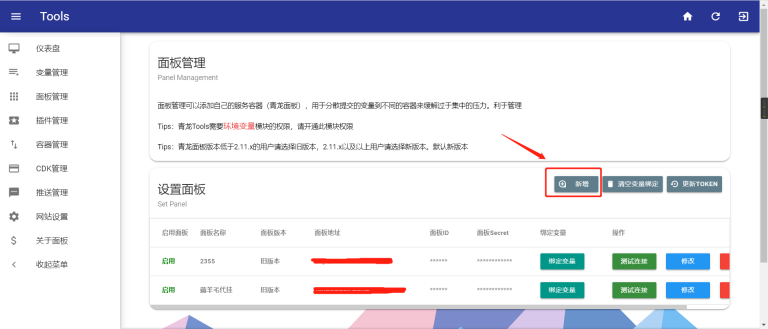 Tools
仪表盘
变量管理
面板管理
插件管理
容器管理
CDK管理
推送管理
网站设置
关于面板
收起菜单
面板管理
Panel Management
面板管理可以添加自己的服务容器（青龙面板），用于分散提交的变量到不同的容器来缓解过于集中的压力。利于管理
Tips：青龙Tools需要环境变量模块的权限，请开通此模块权限
Tips：青龙面板版本低于2.11.x的用户请选择旧版本，2.11.x以及以上用户请选择新版本。默认新版本
设置面板
Set Panel
新增 清空变量绑定 更新TOKEN
启用面板 面板名称 面板版本 面板地址 面板ID 面板Secret 绑定变量 操作
启用 2355 旧版本 ****** ************ 绑定变量 测试连接 修改
启用 薅羊毛代挂 旧版本 ****** ************ 绑定变量 测试连接 修改